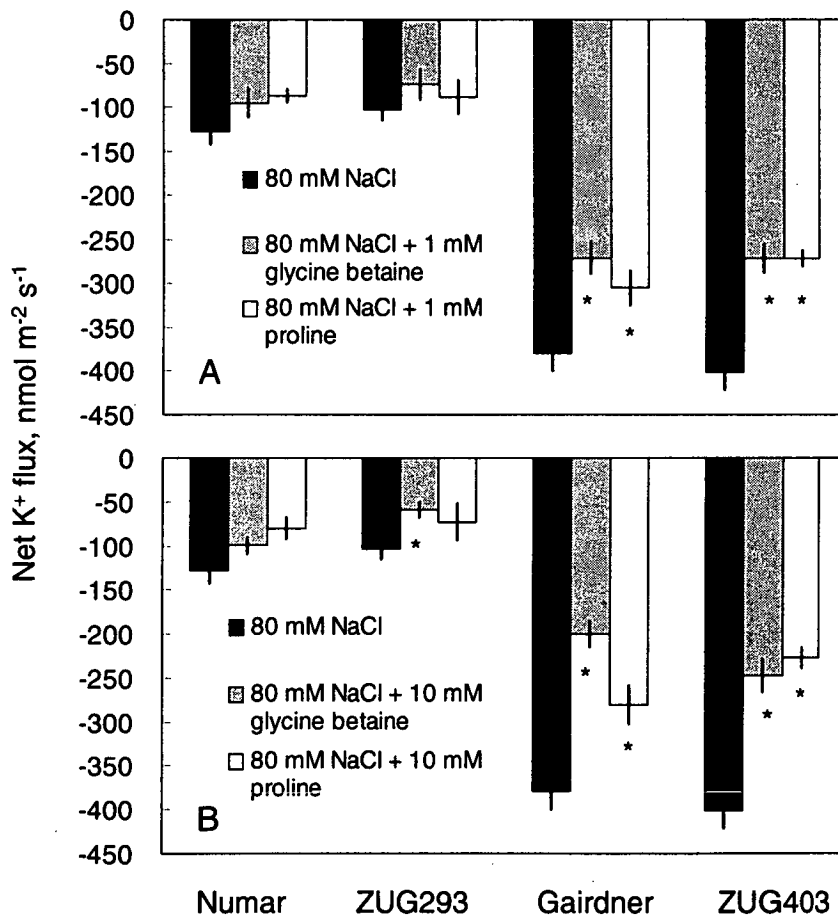 Net K⁺ flux, nmol m⁻² s⁻¹
0
-50
-100
-150
-200
-250
-300
-350
-400
-450
80 mM NaCl
80 mM NaCl + 1 mM
glycine betaine
80 mM NaCl + 1 mM
proline
* * * *
A
0
-50
-100
-150
-200
-250
-300
-350
-400
-450
80 mM NaCl
80 mM NaCl + 10 mM
glycine betaine
80 mM NaCl + 10 mM
proline
* * * * *
B
Numar ZUG293 Gairdner ZUG403